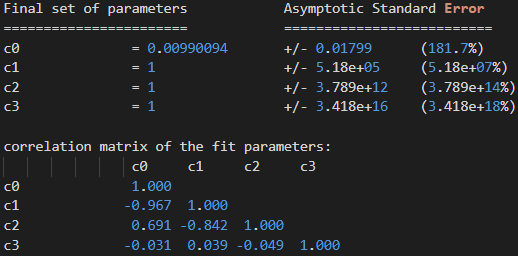 Final set of parameters Asymptotic Standard Error
======================= ==========================
c0 = 0.00990094 +/- 0.01799 (181.7%)
c1 = 1 +/- 5.18e+05 (5.18e+07%)
c2 = 1 +/- 3.789e+12 (3.789e+14%)
c3 = 1 +/- 3.418e+16 (3.418e+18%)
correlation matrix of the fit parameters:
c0 c1 c2 c3
c0 1.000
c1 -0.967 1.000
c2 0.691 -0.842 1.000
c3 -0.031 0.039 -0.049 1.000